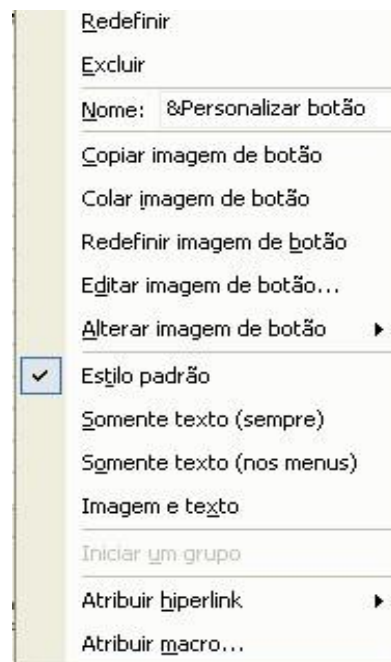 Redefinir
Excluir
Nome: &Personalizar botão
Copiar imagem de botão
Colar imagem de botão
Redefinir imagem de botão
Editar imagem de botão...
Alterar imagem de botão
Estilo padrão
Somente texto (sempre)
Somente texto (nos menus)
Imagem e texto
Iniciar um grupo
Atribuir hiperlink
Atribuir macro...